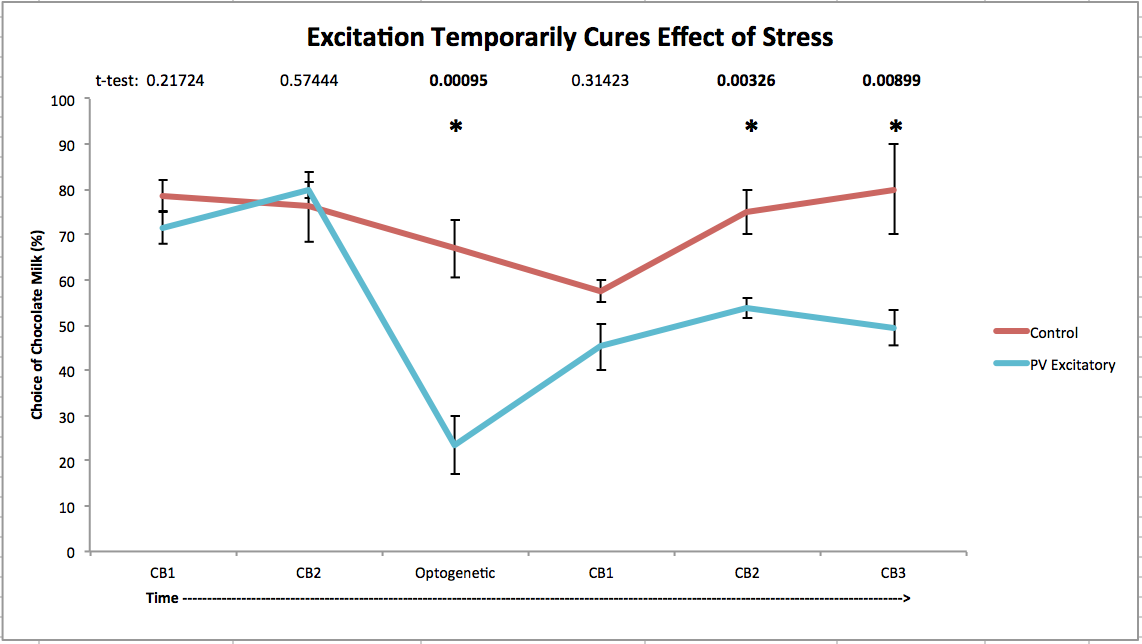 Excitation Temporarily Cures Effect of Stress
t-test: 0.21724 0.57444 0.00095 0.31423 0.00326 0.00899
* * *
Choice of Chocolate Milk (%)
100
90
80
70
60
50
40
30
20
10
0
Control
PV Excitatory
CB1 CB2 Optogenetic CB1 CB2 CB3
Time ---------------------------------------------------------------->